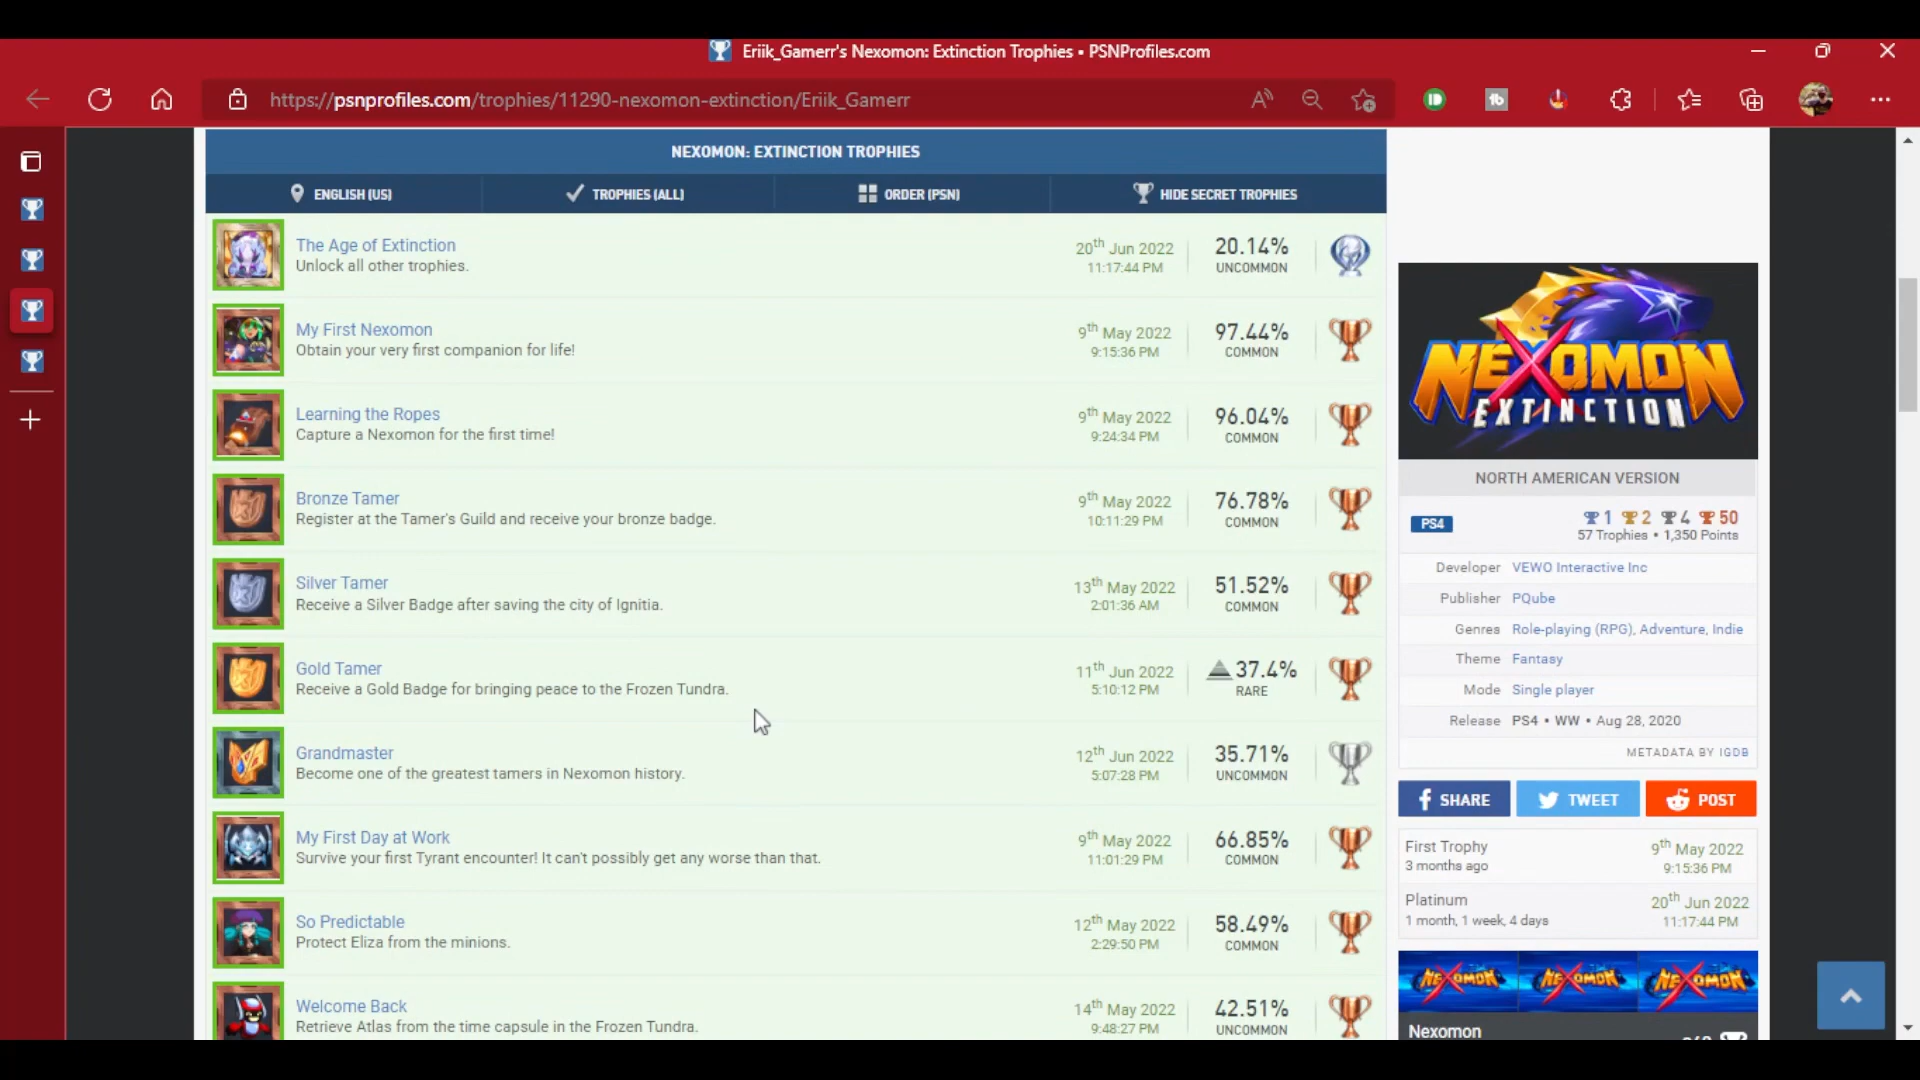 Eriik_Gamerr's Nexomon: Extinction Trophies • PSNProfiles.com
https://psnprofiles.com/trophies/11290-nexomon-extinction/Eriik_Gamerr
NEXOMON: EXTINCTION TROPHIES
ENGLISH (US) TROPHIES (ALL) ORDER (PSN) HIDE SECRET TROPHIES
The Age of Extinction
Unlock all other trophies.
20th Jun 2022
11:17:44 PM
20.14%
UNCOMMON
My First Nexomon
Obtain your very first companion for life!
9th May 2022
9:15:36 PM
97.44%
COMMON
Learning the Ropes
Capture a Nexomon for the first time!
9th May 2022
9:24:34 PM
96.04%
COMMON
Bronze Tamer
Register at the Tamer's Guild and receive your bronze badge.
9th May 2022
10:11:29 PM
76.78%
COMMON
Silver Tamer
Receive a Silver Badge after saving the city of Ignitia.
13th May 2022
2:01:36 AM
51.52%
COMMON
Gold Tamer
Receive a Gold Badge for bringing peace to the Frozen Tundra.
11th Jun 2022
5:10:12 PM
37.4%
RARE
Grandmaster
Become one of the greatest tamers in Nexomon history.
12th Jun 2022
5:07:28 PM
35.71%
UNCOMMON
My First Day at Work
Survive your first Tyrant encounter! It can't possibly get any worse than that.
9th May 2022
11:01:29 PM
66.85%
COMMON
So Predictable
Protect Eliza from the minions.
12th May 2022
2:29:50 PM
58.49%
COMMON
Welcome Back
Retrieve Atlas from the time capsule in the Frozen Tundra.
14th May 2022
9:48:27 PM
42.51%
UNCOMMON
NEXOMON
EXTINCTION
NORTH AMERICAN VERSION
PS4 1 2 4 50
57 Trophies • 1,350 Points
Developer VEWO Interactive Inc
Publisher PQube
Genres Role-playing (RPG), Adventure, Indie
Theme Fantasy
Mode Single player
Release PS4 • WW • Aug 28, 2020
METADATA BY IGDB
SHARE TWEET POST
First Trophy
3 months ago
9th May 2022
9:15:36 PM
Platinum
1 month, 1 week, 4 days
20th Jun 2022
11:17:44 PM
NEXOMON NEXOMON NEXOMON
Nexomon